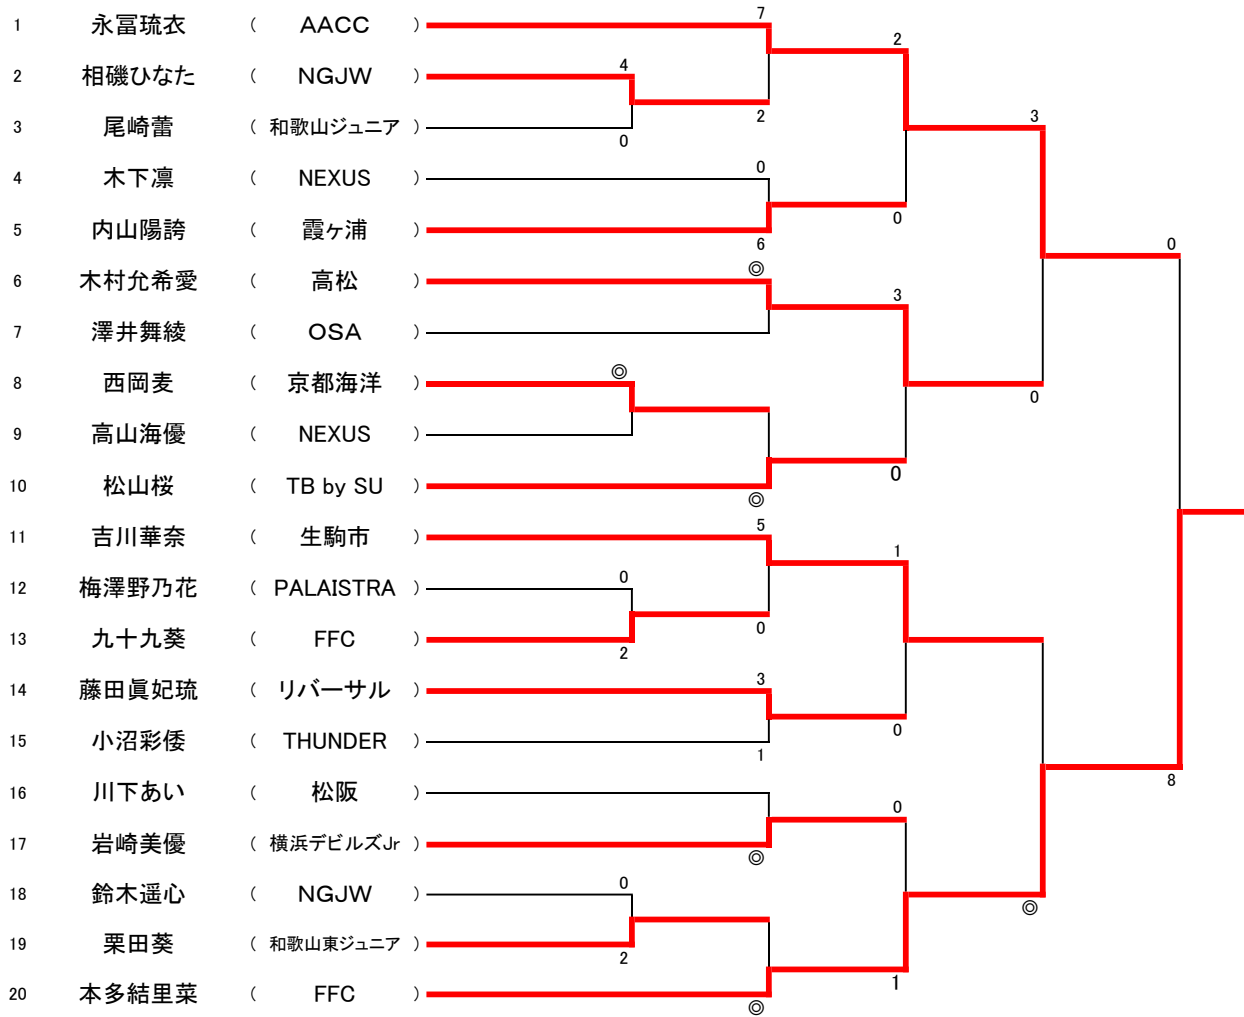 7
1 永冨琉衣 ( AACC )
2
4
2 相磯ひなた ( NGJW )
2
3
3 尾崎蕾 ( 和歌山ジュニア )
0
0
4 木下凛 ( NEXUS )
0
5 内山陽誇 ( 霞ヶ浦 )
6
0
◎
6 木村允希愛 ( 高松 )
3
7 澤井舞綾 ( OSA )
◎
8 西岡麦 ( 京都海洋 )
0
9 高山海優 ( NEXUS )
0
10 松山桜 ( TB by SU )
◎
5
11 吉川華奈 ( 生駒市 )
1
0
12 梅澤野乃花 ( PALAISTRA )
0
13 九十九葵 ( FFC )
2
3
14 藤田眞妃琉 ( リバーサル )
0
15 小沼彩倭 ( THUNDER )
1
8
16 川下あい ( 松阪 )
0
17 岩崎美優 ( 横浜デビルズJr )
◎
0
18 鈴木遥心 ( NGJW )
◎
19 栗田葵 ( 和歌山東ジュニア )
2
1
20 本多結里菜 ( FFC )
◎